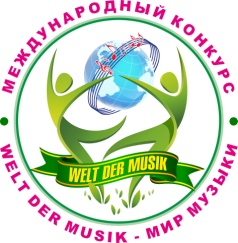 МЕЖДУНАРОДНЫЙ КОНКУРС
WELT DER MUSIK
WELT DER MUSIK - МИР МУЗЫКИ